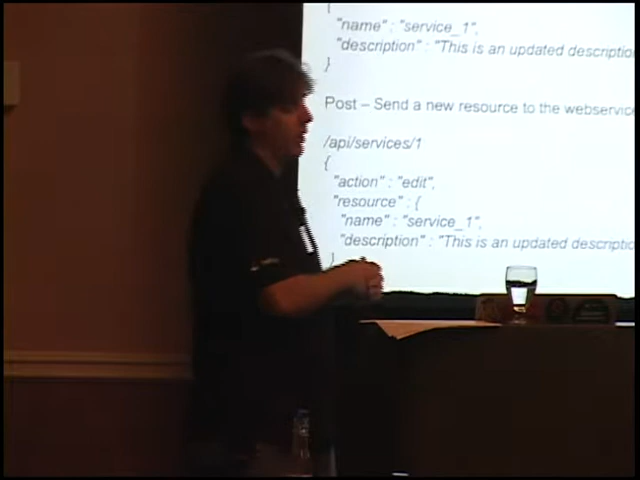 {
"name" : "service_1",
"description" : "This is an updated descriptio
}
Post – Send a new resource to the webservice
/api/services/1
{
"action" : "edit",
"resource" : {
"name" : "service_1",
"description" : "This is an updated descriptio
}